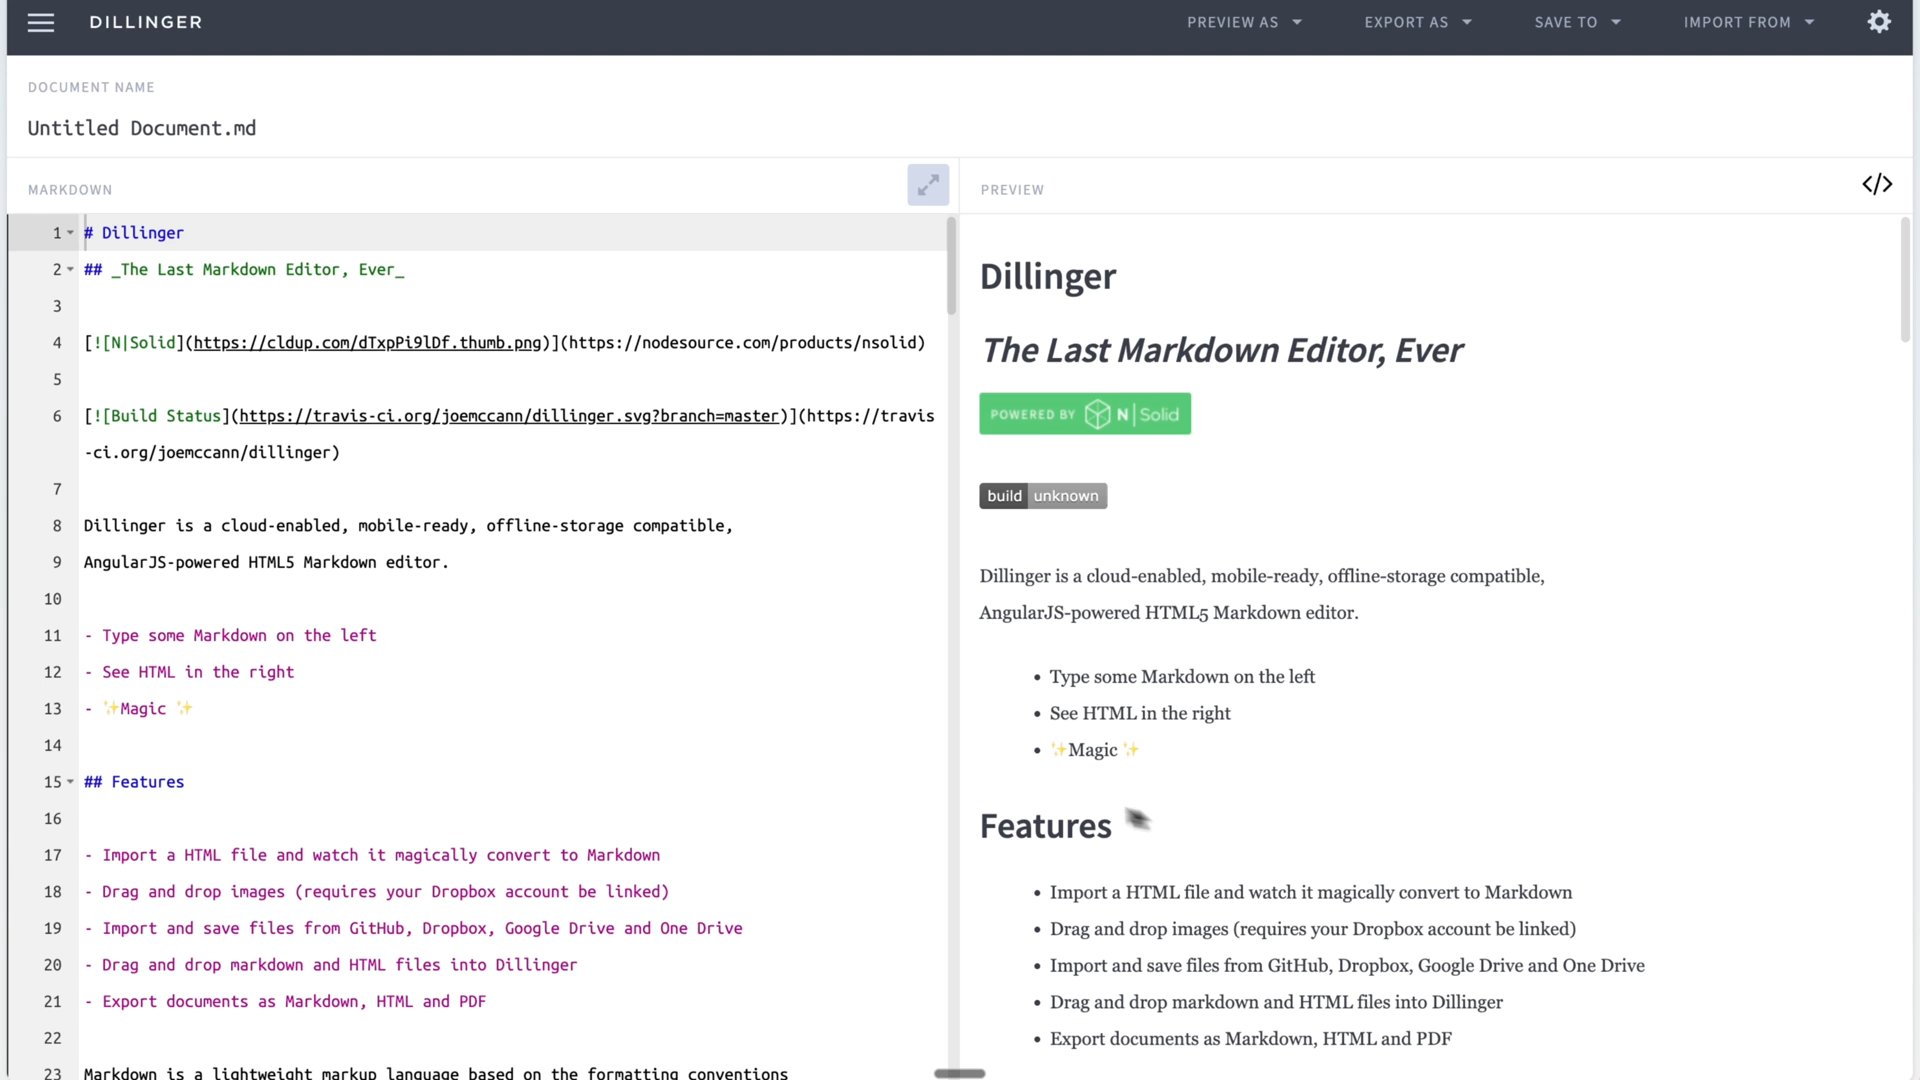 DILLINGER
PREVIEW AS
EXPORT AS
SAVE TO
IMPORT FROM
DOCUMENT NAME
Untitled Document.md
MARKDOWN
1 # Dillinger
2 ## _The Last Markdown Editor, Ever_
3
4 [![N|Solid](https://cldup.com/dTxpPi9lDf.thumb.png)](https://nodesource.com/products/nsolid)
5
6 [![Build Status](https://travis-ci.org/joemccann/dillinger.svg?branch=master)](https://travis
-ci.org/joemccann/dillinger)
7
8 Dillinger is a cloud-enabled, mobile-ready, offline-storage compatible,
9 AngularJS-powered HTML5 Markdown editor.
10
11 - Type some Markdown on the left
12 - See HTML in the right
13 - ✨Magic ✨
14
15 ## Features
16
17 - Import a HTML file and watch it magically convert to Markdown
18 - Drag and drop images (requires your Dropbox account be linked)
19 - Import and save files from GitHub, Dropbox, Google Drive and One Drive
20 - Drag and drop markdown and HTML files into Dillinger
21 - Export documents as Markdown, HTML and PDF
22
23 Markdown is a lightweight markup language based on the formatting conventions
PREVIEW
</>
Dillinger
The Last Markdown Editor, Ever
POWERED BY N|Solid
build unknown
Dillinger is a cloud-enabled, mobile-ready, offline-storage compatible,
AngularJS-powered HTML5 Markdown editor.
• Type some Markdown on the left
• See HTML in the right
• ✨Magic ✨
Features
• Import a HTML file and watch it magically convert to Markdown
• Drag and drop images (requires your Dropbox account be linked)
• Import and save files from GitHub, Dropbox, Google Drive and One Drive
• Drag and drop markdown and HTML files into Dillinger
• Export documents as Markdown, HTML and PDF